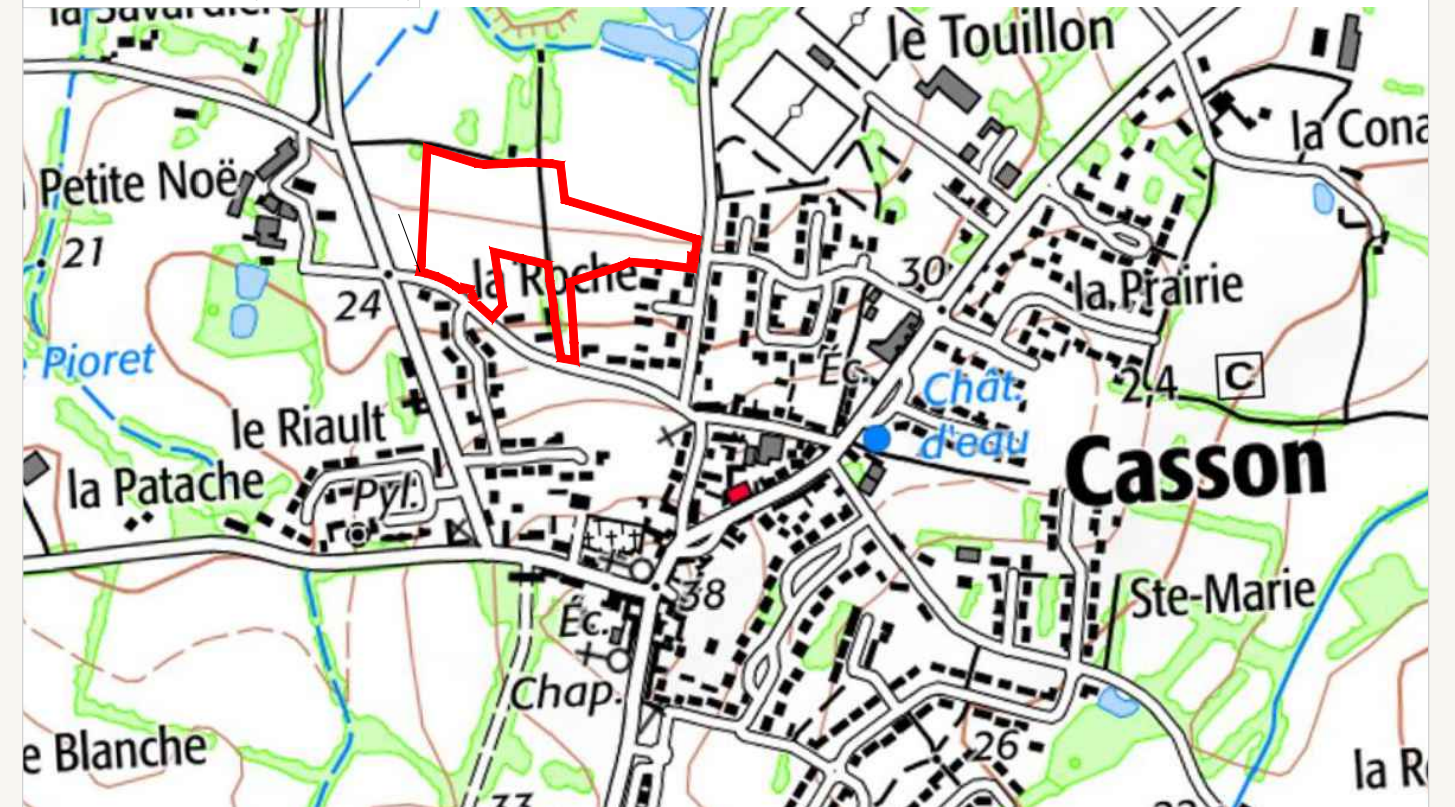 le Touillon
la Cona
Petite Noë
21
24
la Roche
30
la Prairie
Pioret
Éc.
Chât.
d'eau
24
C
le Riault
la Patache
Pyl.
Casson
38
Éc.
Ste-Marie
Chap.
26
e Blanche
la R
33